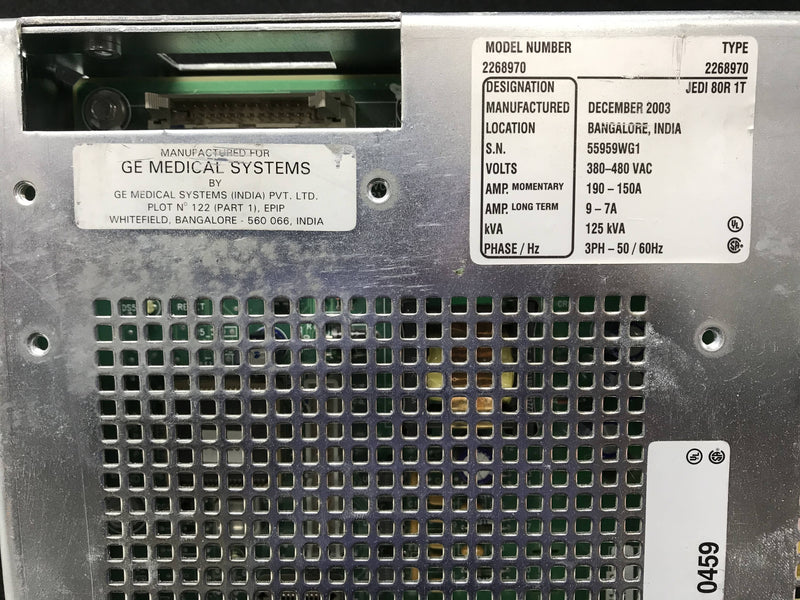 MANUFACTURED FOR
GE MEDICAL SYSTEMS
BY
GE MEDICAL SYSTEMS (INDIA) PVT. LTD.
PLOT Nº 122 (PART 1), EPIP
WHITEFIELD, BANGALORE - 560 066, INDIA
MODEL NUMBER TYPE
2268970 2268970
DESIGNATION JEDI 80R 1T
MANUFACTURED DECEMBER 2003
LOCATION BANGALORE, INDIA
S.N. 55959WG1
VOLTS 380–480 VAC
AMP. MOMENTARY 190 – 150A
AMP. LONG TERM 9 – 7A
kVA 125 kVA
PHASE / Hz 3PH – 50 / 60Hz
0459